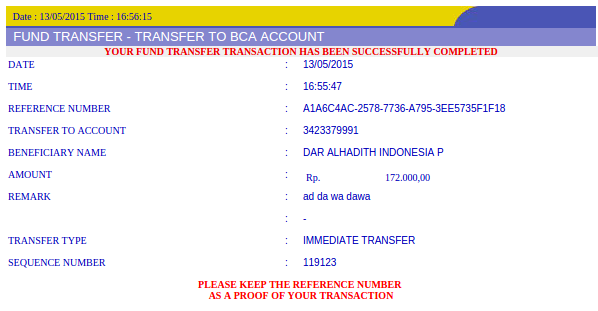 Date : 13/05/2015 Time : 16:56:15
FUND TRANSFER - TRANSFER TO BCA ACCOUNT
YOUR FUND TRANSFER TRANSACTION HAS BEEN SUCCESSFULLY COMPLETED
DATE : 13/05/2015
TIME : 16:55:47
REFERENCE NUMBER : A1A6C4AC-2578-7736-A795-3EE5735F1F18
TRANSFER TO ACCOUNT : 3423379991
BENEFICIARY NAME : DAR ALHADITH INDONESIA P
AMOUNT : Rp. 172.000,00
REMARK : ad da wa dawa
: -
TRANSFER TYPE : IMMEDIATE TRANSFER
SEQUENCE NUMBER : 119123
PLEASE KEEP THE REFERENCE NUMBER
AS A PROOF OF YOUR TRANSACTION